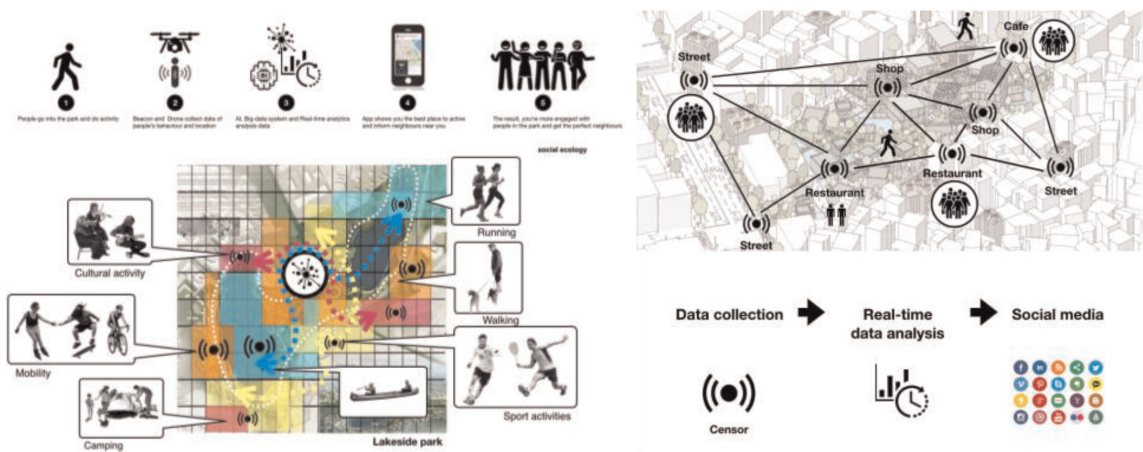 1
2
3
4
5
People go into the park and do activity
Beacon and Drone collect data of
people's behaviour and location
AI, Big-data system and Real-time analytics
analysis data
App shows you the best place to active
and inform neighbours near you
The result, you're more engaged with
people in the park and get the perfect neighbours
social ecology
Running
Cultural activity
Walking
Mobility
Sport activities
Camping
Lakeside park
Cafe
Street
Shop
Shop
Restaurant
Restaurant
Street
Street
Data collection
Real-time
data analysis
Social media
Censor